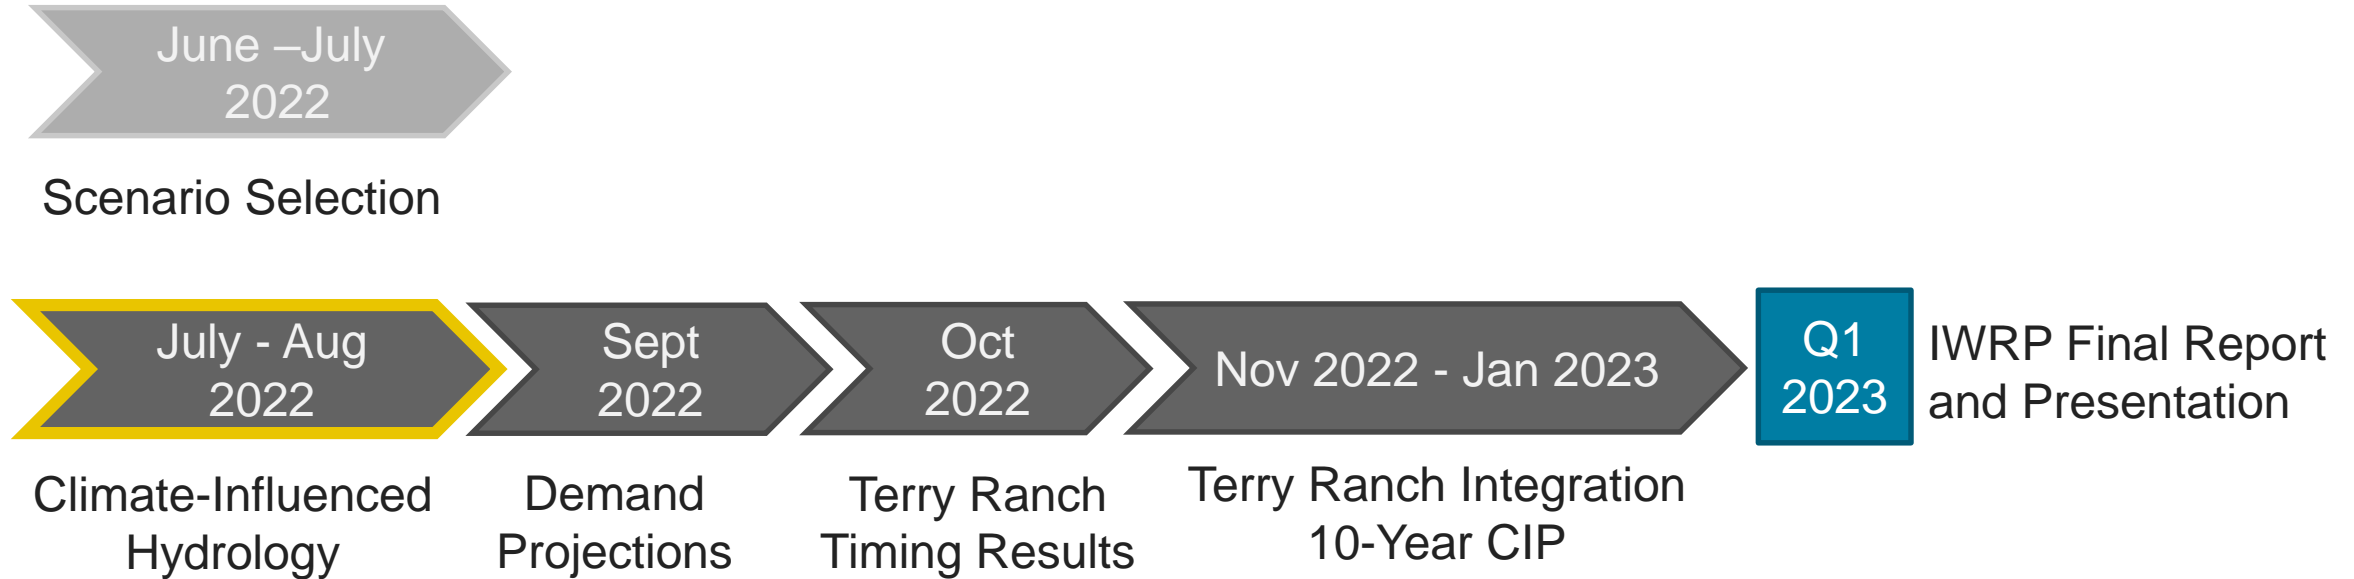 June –July
2022
Scenario Selection
July - Aug
2022
Climate-Influenced
Hydrology
Sept
2022
Demand
Projections
Oct
2022
Terry Ranch
Timing Results
Nov 2022 - Jan 2023
Terry Ranch Integration
10-Year CIP
Q1
2023
IWRP Final Report
and Presentation